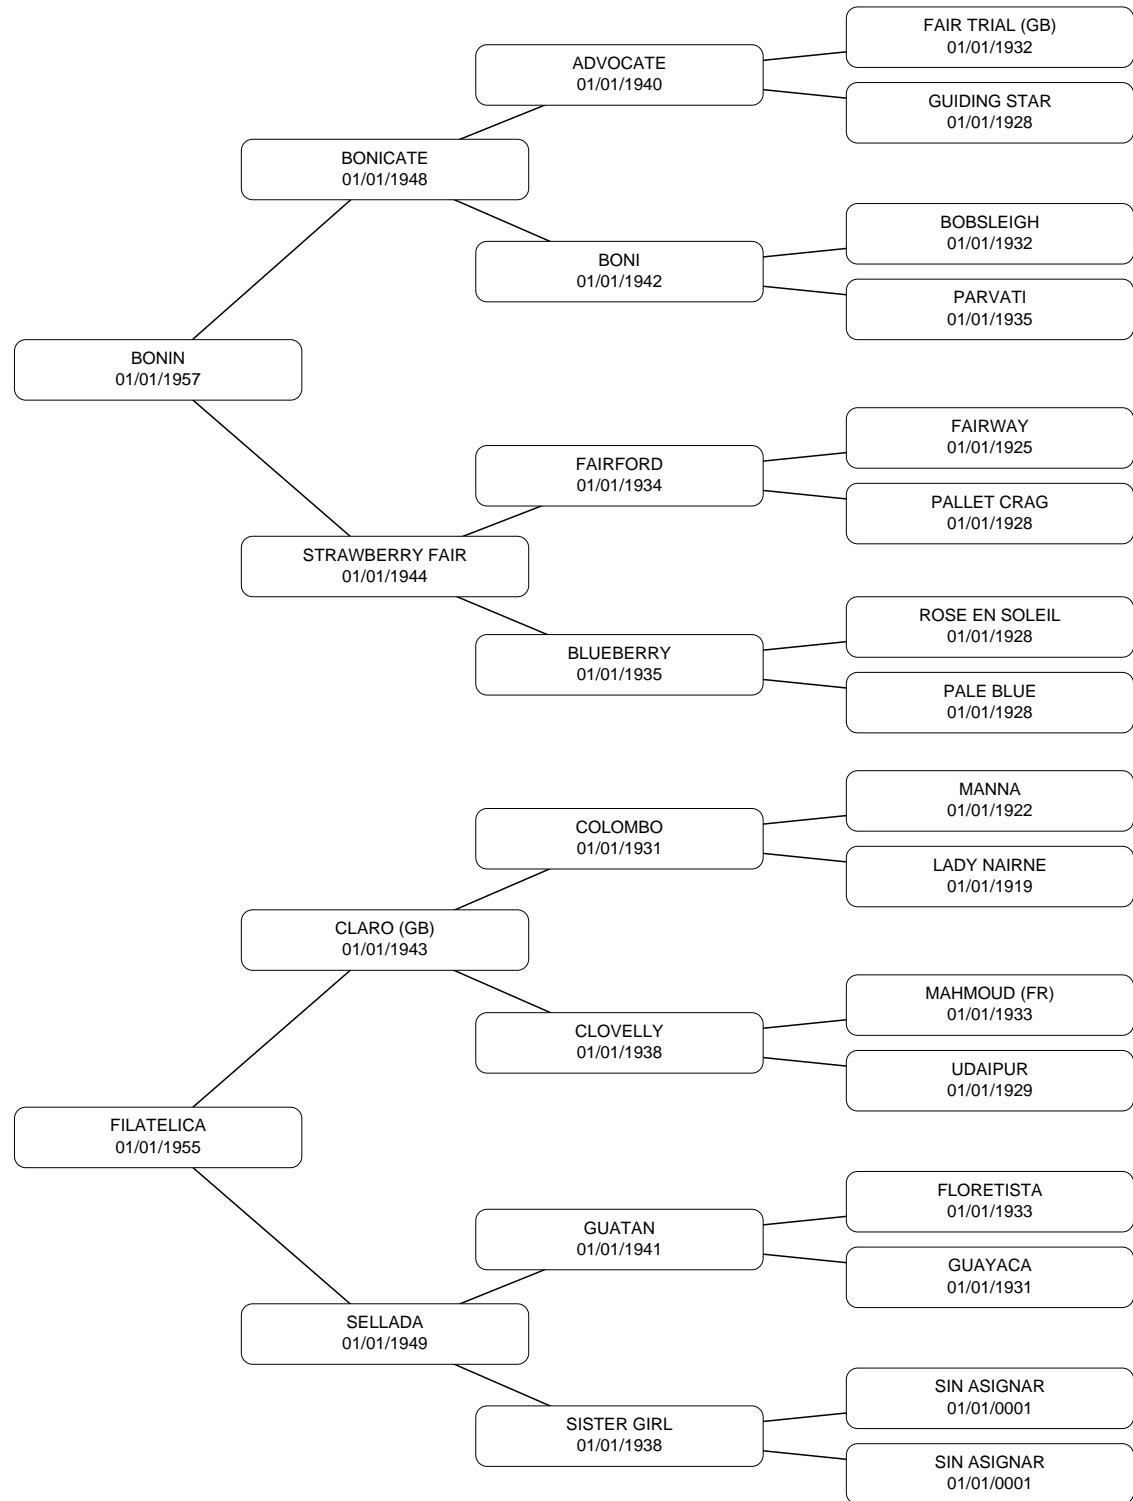 FAIR TRIAL (GB)
01/01/1932
ADVOCATE
01/01/1940
GUIDING STAR
01/01/1928
BONICATE
01/01/1948
BOBSLEIGH
01/01/1932
BONI
01/01/1942
PARVATI
01/01/1935
BONIN
01/01/1957
FAIRWAY
01/01/1925
FAIRFORD
01/01/1934
PALLET CRAG
01/01/1928
STRAWBERRY FAIR
01/01/1944
ROSE EN SOLEIL
01/01/1928
BLUEBERRY
01/01/1935
PALE BLUE
01/01/1928
MANNA
01/01/1922
COLOMBO
01/01/1931
LADY NAIRNE
01/01/1919
CLARO (GB)
01/01/1943
MAHMOUD (FR)
01/01/1933
CLOVELLY
01/01/1938
UDAIPUR
01/01/1929
FILATELICA
01/01/1955
FLORETISTA
01/01/1933
GUATAN
01/01/1941
GUAYACA
01/01/1931
SELLADA
01/01/1949
SIN ASIGNAR
01/01/0001
SISTER GIRL
01/01/1938
SIN ASIGNAR
01/01/0001